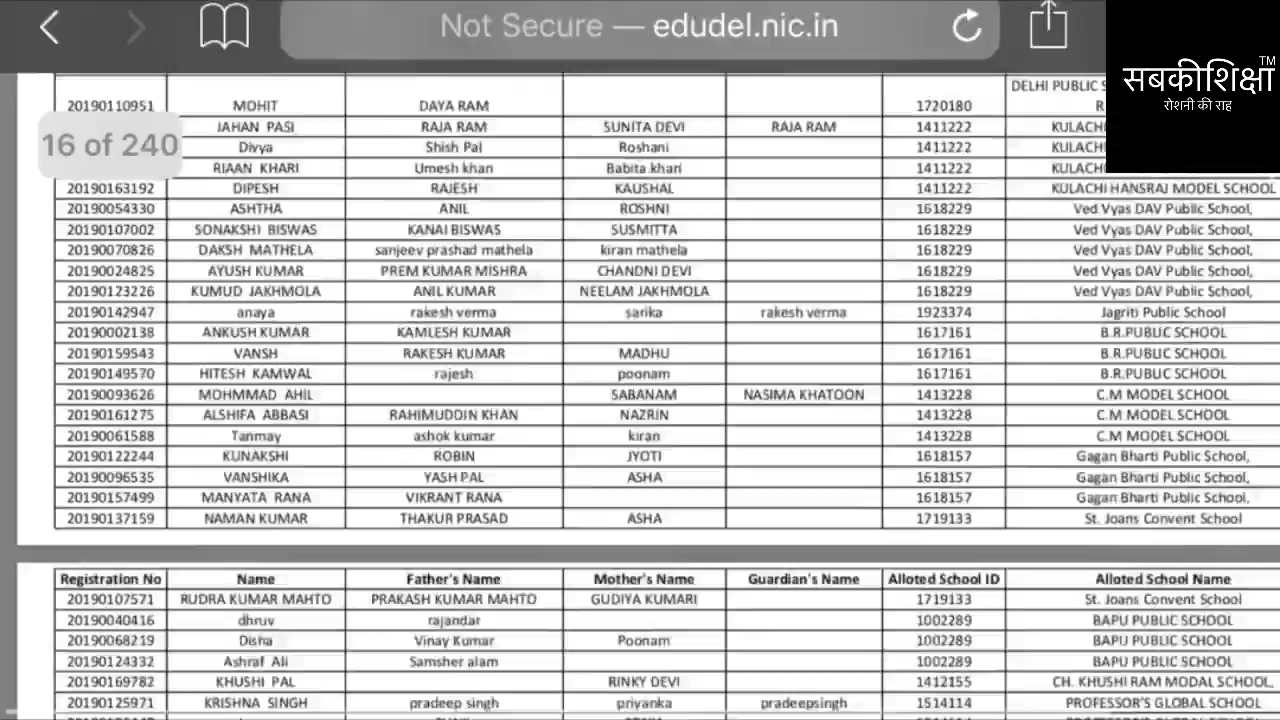 Not Secure — edudel.nic.in
सबकीशिक्षा TM
रोशनी की राह
16 of 240
DELHI PUBLIC S
20190110951 MOHIT DAYA RAM 1720180 R
JAHAN PASI RAJA RAM SUNITA DEVI RAJA RAM 1411222 KULACHI
Divya Shish Pal Roshani 1411222 KULACHI
RIAAN KHARI Umesh khan Babita khari 1411222 KULACHI
20190163192 DIPESH RAJESH KAUSHAL 1411222 KULACHI HANSRAJ MODEL SCHOOL
20190054330 ASHTHA ANIL ROSHNI 1618229 Ved Vyas DAV Public School,
20190107002 SONAKSHI BISWAS KANAI BISWAS SUSMITTA 1618229 Ved Vyas DAV Public School,
20190070826 DAKSH MATHELA sanjeev prashad mathela kiran mathela 1618229 Ved Vyas DAV Public School,
20190024825 AYUSH KUMAR PREM KUMAR MISHRA CHANDNI DEVI 1618229 Ved Vyas DAV Public School,
20190123226 KUMUD JAKHMOLA ANIL KUMAR NEELAM JAKHMOLA 1618229 Ved Vyas DAV Public School,
20190142947 anaya rakesh verma sarika rakesh verma 1923374 Jagriti Public School
20190002138 ANKUSH KUMAR KAMLESH KUMAR 1617161 B.R.PUBLIC SCHOOL
20190159543 VANSH RAKESH KUMAR MADHU 1617161 B.R.PUBLIC SCHOOL
20190149570 HITESH KAMWAL rajesh poonam 1617161 B.R.PUBLIC SCHOOL
20190093626 MOHMMAD AHIL SABANAM NASIMA KHATOON 1413228 C.M MODEL SCHOOL
20190161275 ALSHIFA ABBASI RAHIMUDDIN KHAN NAZRIN 1413228 C.M MODEL SCHOOL
20190061588 Tanmay ashok kumar kiran 1413228 C.M MODEL SCHOOL
20190122244 KUNAKSHI ROBIN JYOTI 1618157 Gagan Bharti Public School,
20190096535 VANSHIKA YASH PAL ASHA 1618157 Gagan Bharti Public School,
20190157499 MANYATA RANA VIKRANT RANA 1618157 Gagan Bharti Public School,
20190137159 NAMAN KUMAR THAKUR PRASAD ASHA 1719133 St. Joans Convent School
Registration No Name Father's Name Mother's Name Guardian's Name Alloted School ID Alloted School Name
20190107571 RUDRA KUMAR MAHTO PRAKASH KUMAR MAHTO GUDIYA KUMARI 1719133 St. Joans Convent School
20190040416 dhruv rajandar 1002289 BAPU PUBLIC SCHOOL
20190068219 Disha Vinay Kumar Poonam 1002289 BAPU PUBLIC SCHOOL
20190124332 Ashraf Ali Samsher alam 1002289 BAPU PUBLIC SCHOOL
20190169782 KHUSHI PAL RINKY DEVI 1412155 CH. KHUSHI RAM MODAL SCHOOL,
20190125971 KRISHNA SINGH pradeep singh priyanka pradeepsingh 1514114 PROFESSOR'S GLOBAL SCHOOL